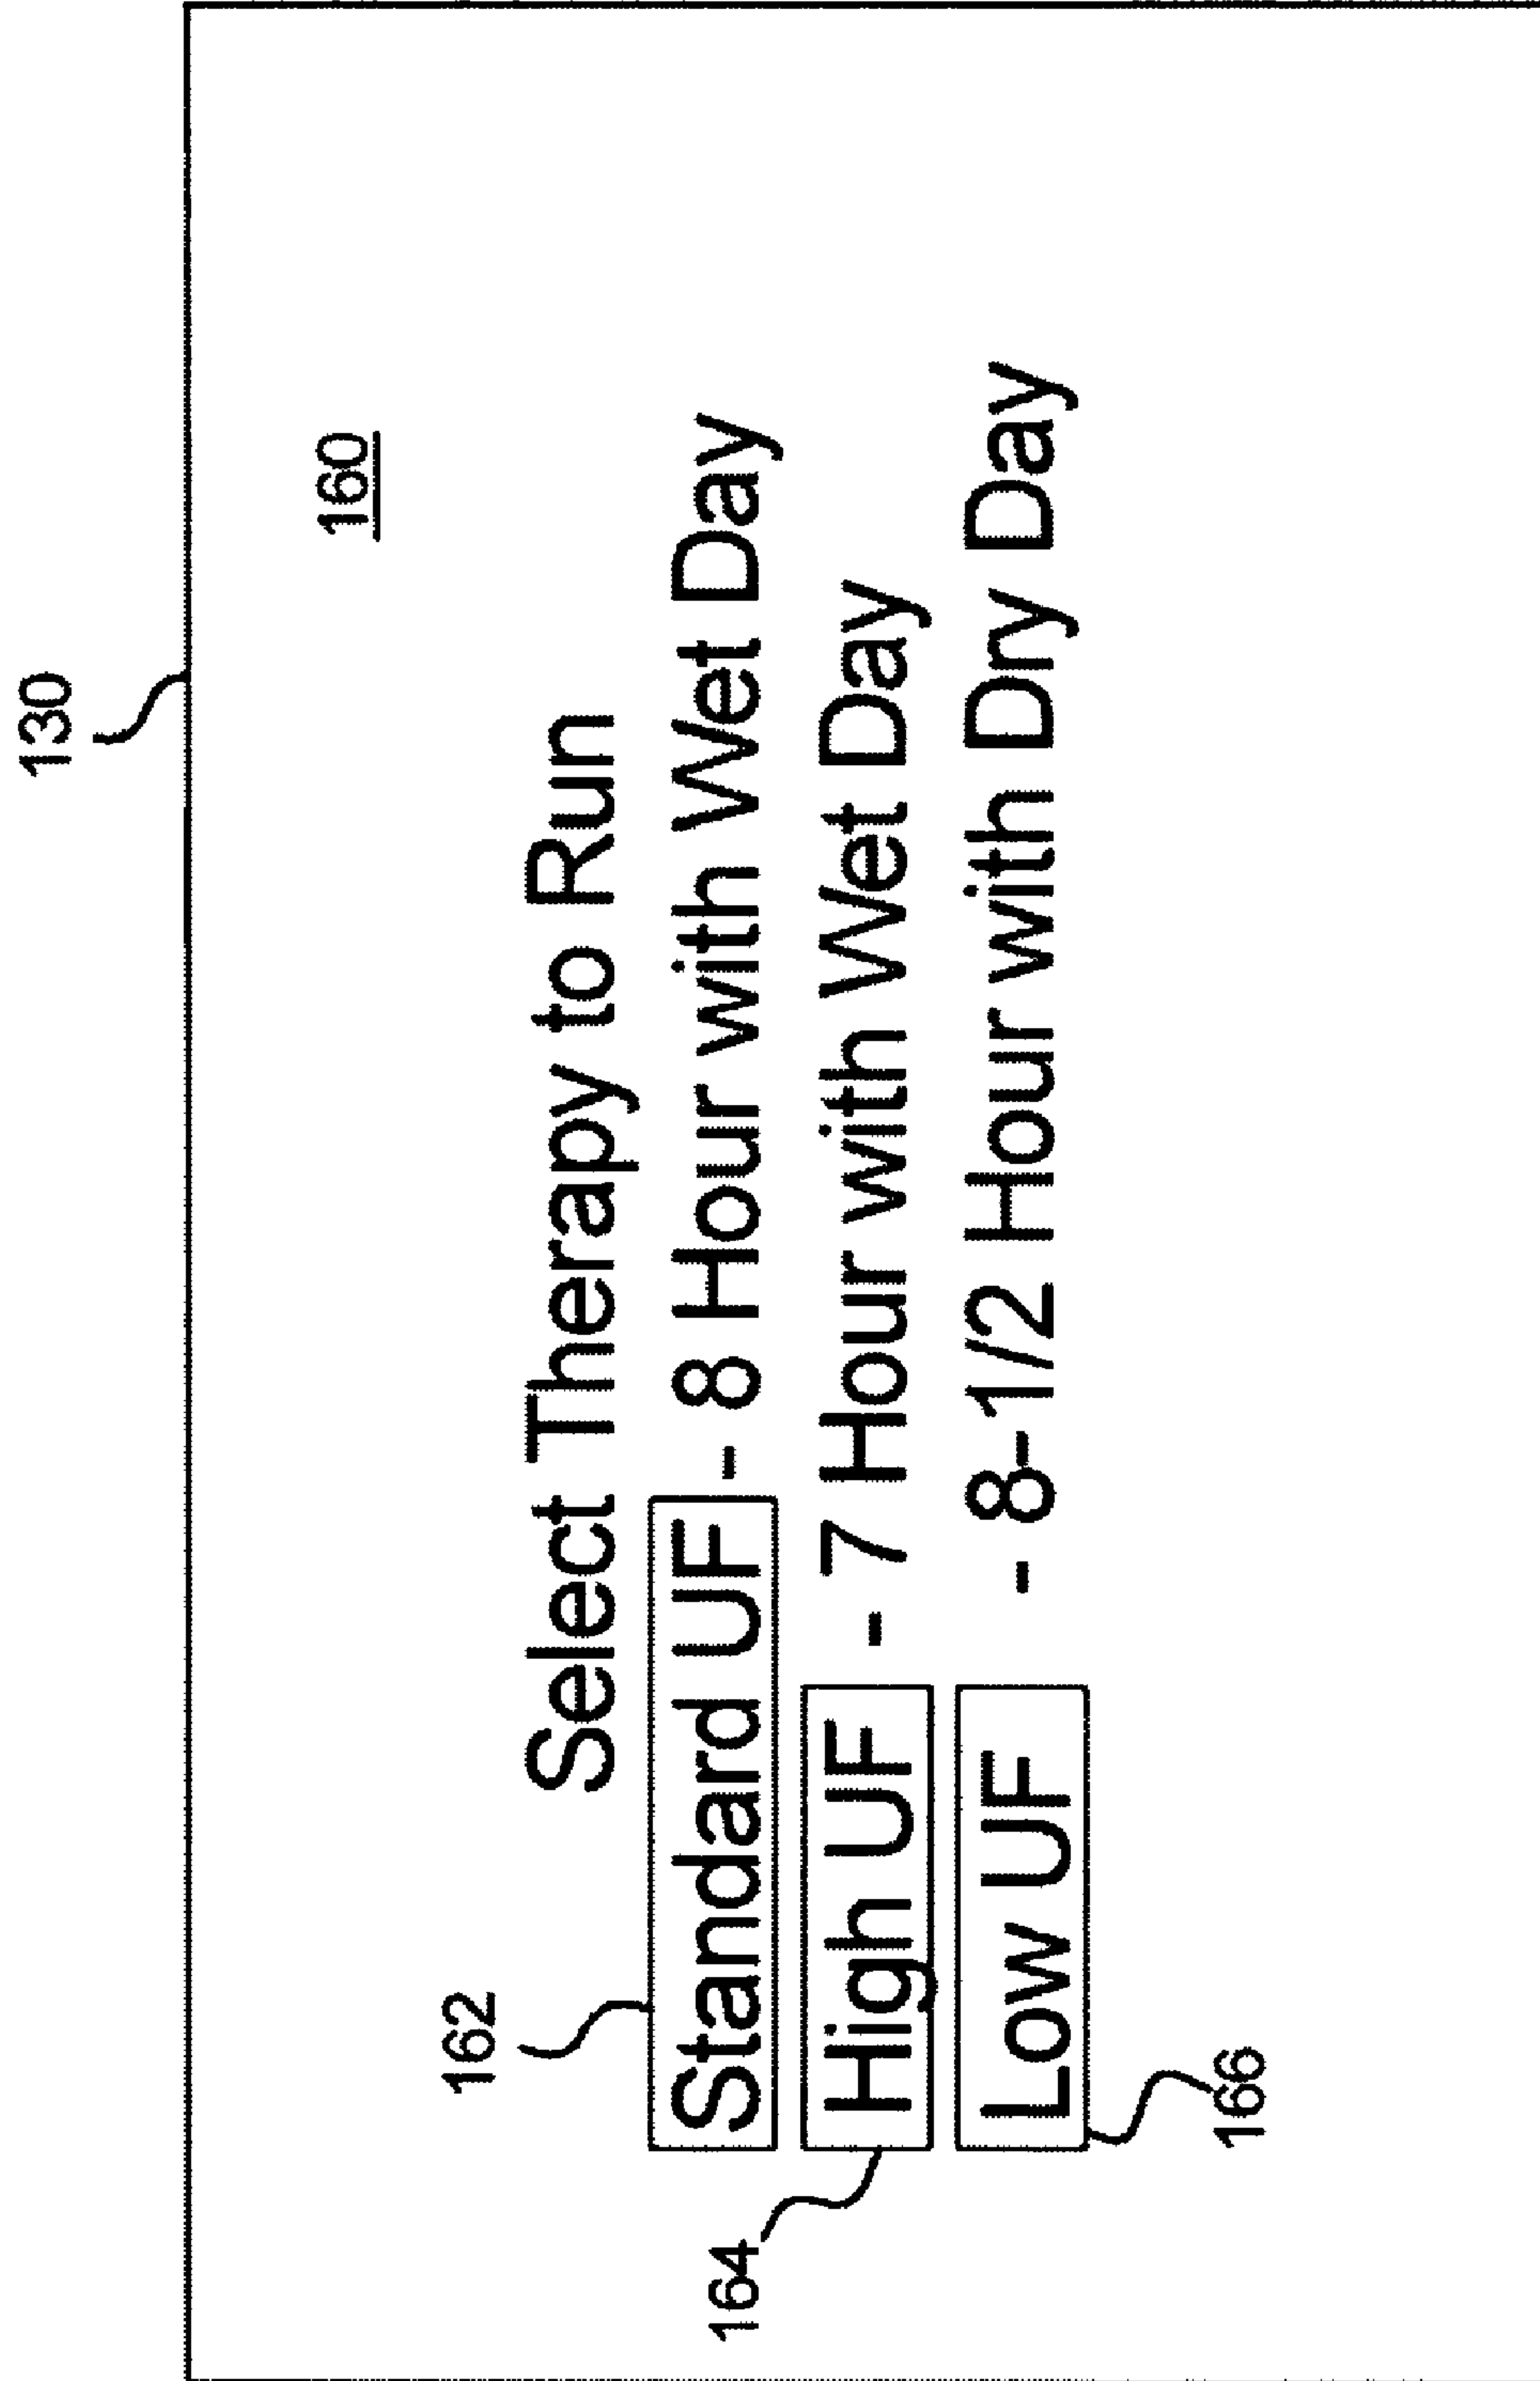 130
160
Select Therapy to Run
162
Standard UF - 8 Hour with Wet Day
164
High UF - 7 Hour with Wet Day
Low UF - 8-1/2 Hour with Dry Day
166